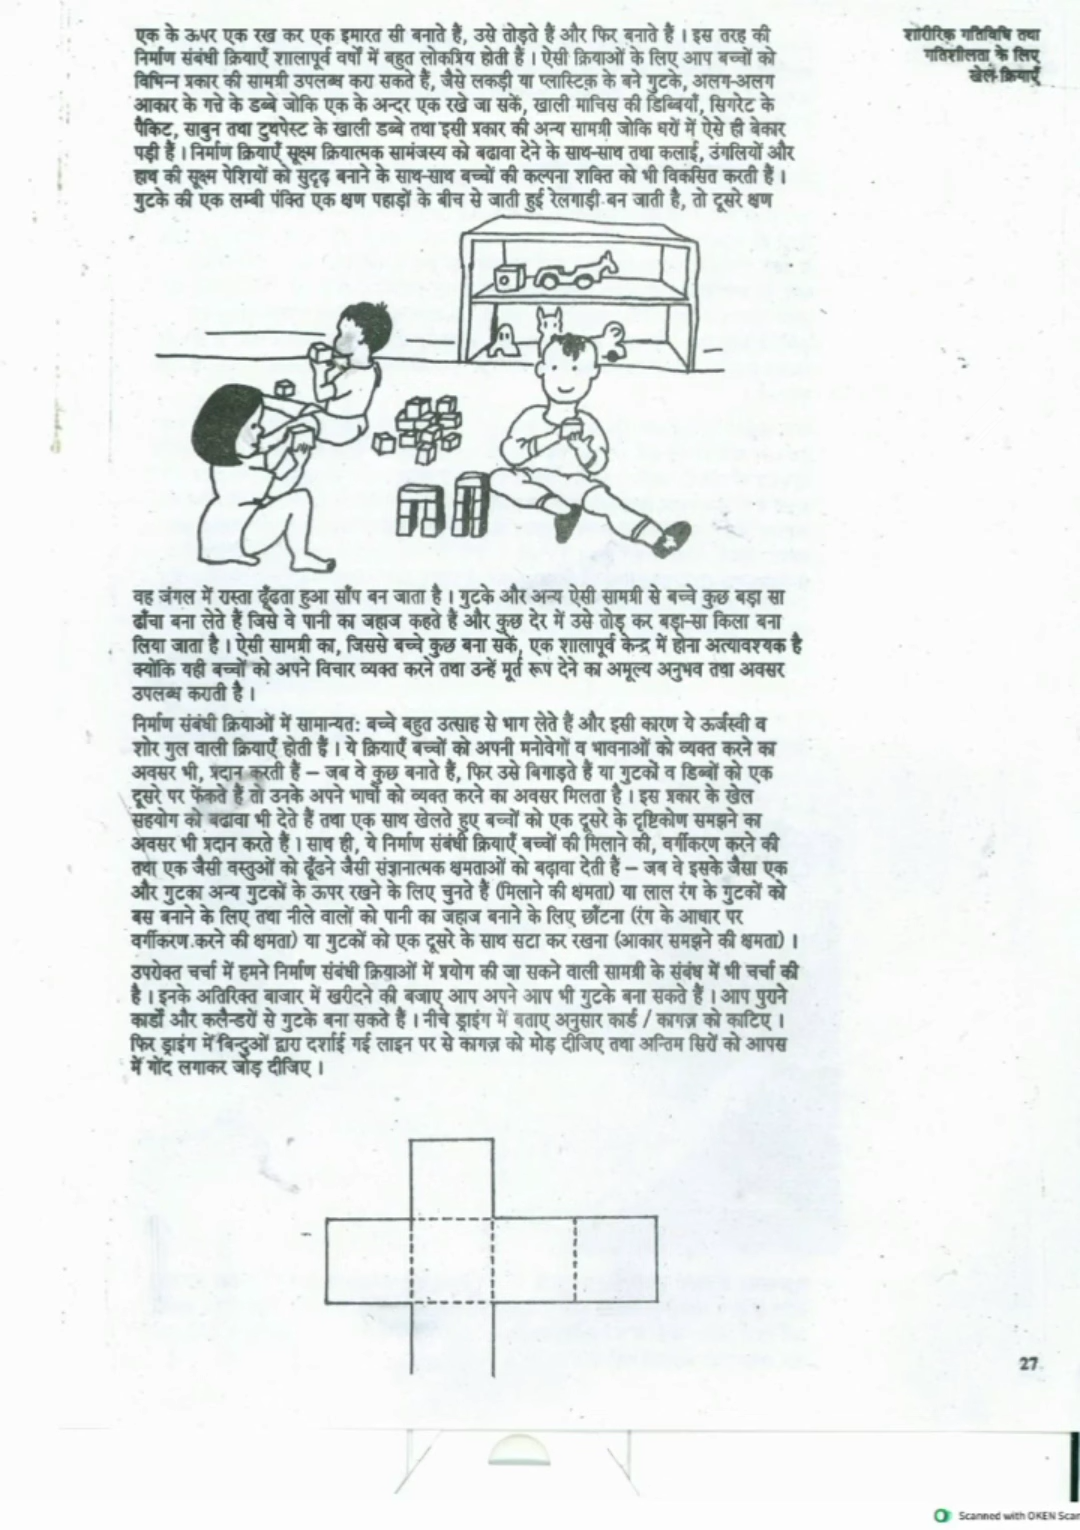 शारीरिक गतिविधि तथा
गतिशीलता के लिए
खेल क्रियाएँ
एक के ऊपर एक रख कर एक इमारत सी बनाते हैं, उसे तोड़ते हैं और फिर बनाते हैं । इस तरह की
निर्माण संबंधी क्रियाएँ शालापूर्व वर्षों में बहुत लोकप्रिय होती हैं । ऐसी क्रियाओं के लिए आप बच्चों को
विभिन्न प्रकार की सामग्री उपलब्ध करा सकते हैं, जैसे लकड़ी या प्लास्टिक के बने गुटके, अलग-अलग
आकार के गत्ते के डब्बे जोकि एक के अन्दर एक रखे जा सकें, खाली माचिस की डिब्बियाँ, सिगरेट के
पैकिट, साबुन तथा टुथपेस्ट के खाली डब्बे तथा इसी प्रकार की अन्य सामग्री जोकि घरों में ऐसे ही बेकार
पड़ी हैं । निर्माण क्रियाएँ सूक्ष्म क्रियात्मक सामंजस्य को बढावा देने के साथ-साथ तथा कलाई, उंगलियों और
हाथ की सूक्ष्म पेशियों को सुदृढ़ बनाने के साथ-साथ बच्चों की कल्पना शक्ति को भी विकसित करती हैं ।
गुटके की एक लम्बी पंक्ति एक क्षण पहाड़ों के बीच से जाती हुई रेलगाड़ी बन जाती है, तो दूसरे क्षण
वह जंगल में रास्ता ढूँढता हुआ साँप बन जाता है । गुटके और अन्य ऐसी सामग्री से बच्चे कुछ बड़ा सा
ढाँचा बना लेते हैं जिसे वे पानी का जहाज कहते हैं और कुछ देर में उसे तोड़ कर बड़ा-सा किला बना
लिया जाता है । ऐसी सामग्री का, जिससे बच्चे कुछ बना सकें, एक शालापूर्व केन्द्र में होना अत्यावश्यक है
क्योंकि यही बच्चों को अपने विचार व्यक्त करने तथा उन्हें मूर्त रूप देने का अमूल्य अनुभव तथा अवसर
उपलब्ध कराती है ।
निर्माण संबंधी क्रियाओं में सामान्यत: बच्चे बहुत उत्साह से भाग लेते हैं और इसी कारण ये ऊर्जस्वी व
शोर गुल वाली क्रियाएँ होती हैं । ये क्रियाएँ बच्चों को अपनी मनोवेगों व भावनाओं को व्यक्त करने का
अवसर भी, प्रदान करती हैं – जब वे कुछ बनाते हैं, फिर उसे बिगाड़ते हैं या गुटकों व डिब्बों को एक
दूसरे पर फेंकते हैं तो उनके अपने भावों को व्यक्त करने का अवसर मिलता है । इस प्रकार के खेल
सहयोग को बढावा भी देते हैं तथा एक साथ खेलते हुए बच्चों को एक दूसरे के दृष्टिकोण समझने का
अवसर भी प्रदान करते हैं । साथ ही, ये निर्माण संबंधी क्रियाएँ बच्चों की मिलाने की, वर्गीकरण करने की
तथा एक जैसी वस्तुओं को ढूँढने जैसी संज्ञानात्मक क्षमताओं को बढ़ावा देती हैं – जब वे इसके जैसा एक
और गुटका अन्य गुटकों के ऊपर रखने के लिए चुनते हैं (मिलाने की क्षमता) या लाल रंग के गुटकों को
बस बनाने के लिए तथा नीले वालों को पानी का जहाज बनाने के लिए छाँटना (रंग के आधार पर
वर्गीकरण करने की क्षमता) या गुटकों को एक दूसरे के साथ सटा कर रखना (आकार समझने की क्षमता) ।
उपरोक्त चर्चा में हमने निर्माण संबंधी क्रियाओं में प्रयोग की जा सकने वाली सामग्री के संबंध में भी चर्चा की
है । इनके अतिरिक्त बाजार में खरीदने की बजाए आप अपने आप भी गुटके बना सकते हैं । आप पुराने
कार्डों और कलैन्डरों से गुटके बना सकते हैं । नीचे ड्राइंग में बताए अनुसार कार्ड / कागज़ को काटिए ।
फिर ड्राइंग में बिन्दुओं द्वारा दर्शाई गई लाइन पर से कागज़ को मोड़ दीजिए तथा अन्तिम सिरों को आपस
में गोंद लगाकर जोड़ दीजिए ।
27
Scanned with OKEN Scan